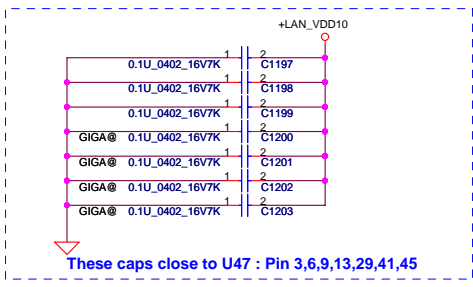 +LAN_VDD10
1 2
0.1U_0402_16V7K C1197
1 2
0.1U_0402_16V7K C1198
1 2
0.1U_0402_16V7K C1199
1 2
GIGA@ 0.1U_0402_16V7K C1200
1 2
GIGA@ 0.1U_0402_16V7K C1201
1 2
GIGA@ 0.1U_0402_16V7K C1202
1 2
GIGA@ 0.1U_0402_16V7K C1203
These caps close to U47 : Pin 3,6,9,13,29,41,45